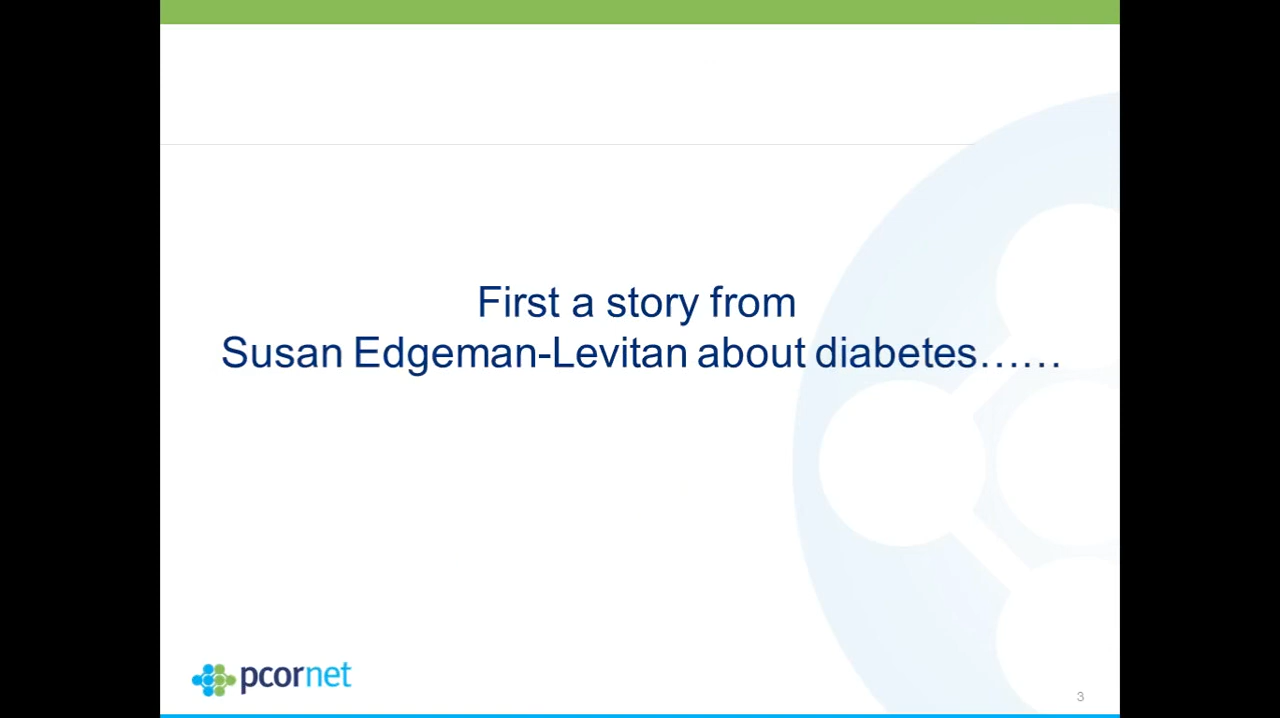 First a story from
Susan Edgeman-Levitan about diabetes……
pcornet
3